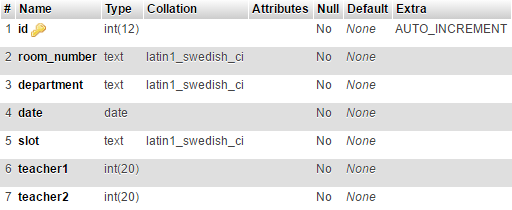 # Name Type Collation Attributes Null Default Extra
1 id int(12) No None AUTO_INCREMENT
2 room_number text latin1_swedish_ci No None
3 department text latin1_swedish_ci No None
4 date date No None
5 slot text latin1_swedish_ci No None
6 teacher1 int(20) No None
7 teacher2 int(20) No None